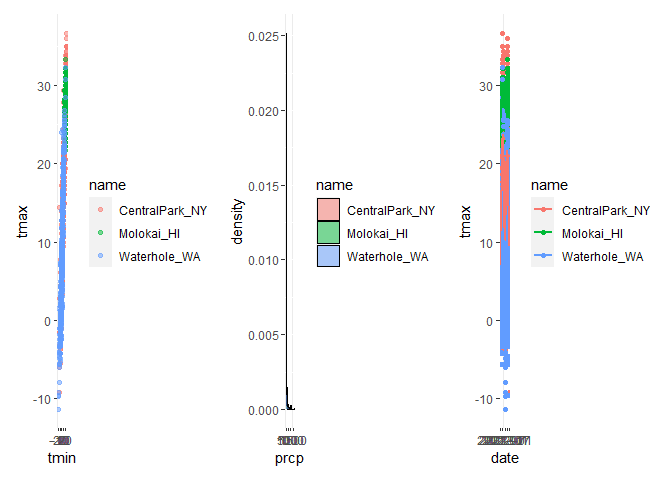 tmax
30
20
10
0
-10
tmin
name
CentralPark_NY
Molokai_HI
Waterhole_WA
density
0.025
0.020
0.015
0.010
0.005
0.000
prcp
name
CentralPark_NY
Molokai_HI
Waterhole_WA
tmax
30
20
10
0
-10
date
name
CentralPark_NY
Molokai_HI
Waterhole_WA